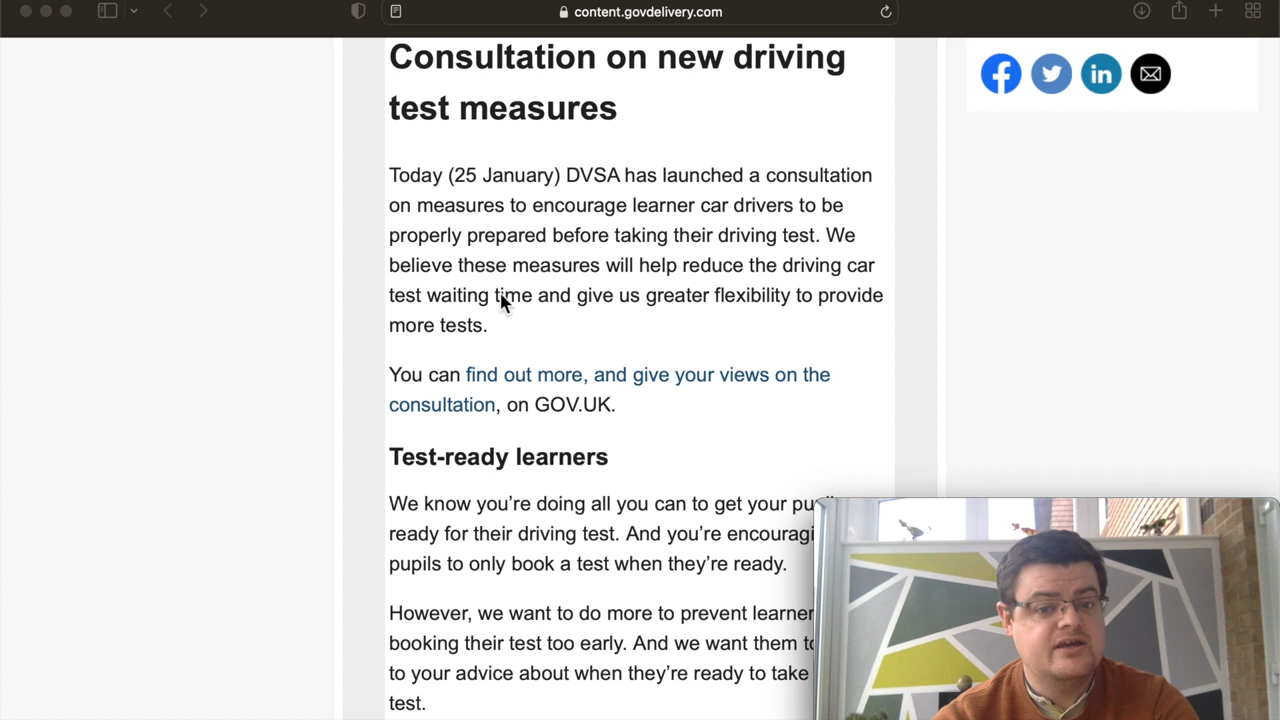 content.govdelivery.com
Consultation on new driving
test measures
Today (25 January) DVSA has launched a consultation
on measures to encourage learner car drivers to be
properly prepared before taking their driving test. We
believe these measures will help reduce the driving car
test waiting time and give us greater flexibility to provide
more tests.
You can find out more, and give your views on the
consultation, on GOV.UK.
Test-ready learners
We know you’re doing all you can to get your
ready for their driving test. And you’re
pupils to only book a test when they’re ready.
However, we want to do more to prevent
booking their test too early. And we want them
to your advice about when they’re ready to take
test.